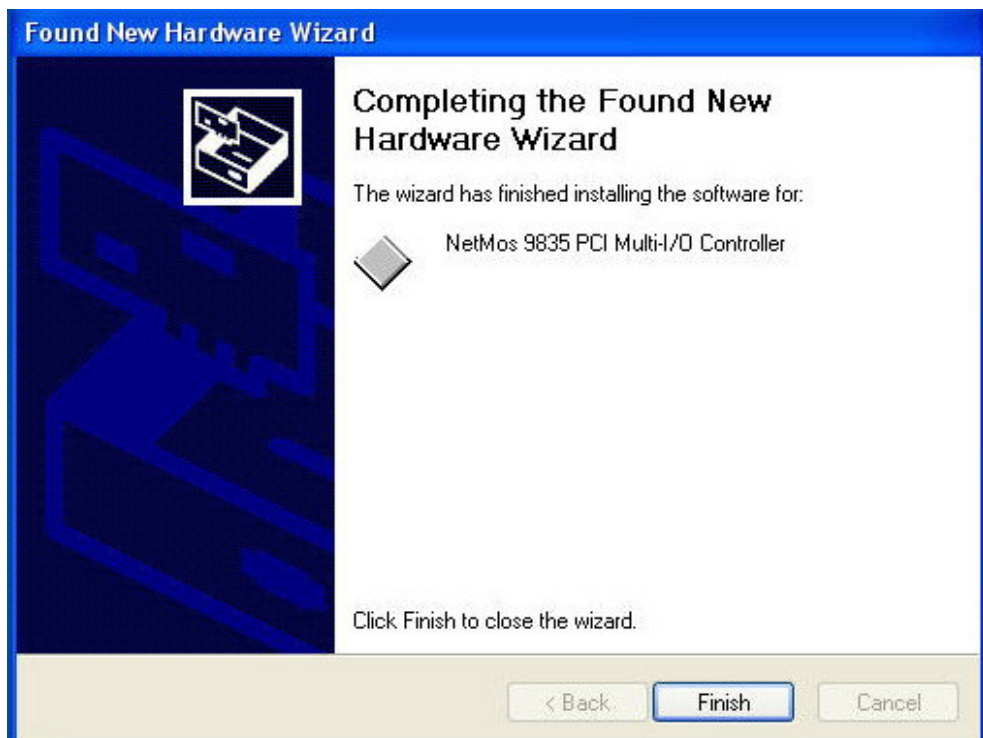 Found New Hardware Wizard
Completing the Found New
Hardware Wizard
The wizard has finished installing the software for:
NetMos 9835 PCI Multi-I/O Controller
Click Finish to close the wizard.
< Back Finish Cancel